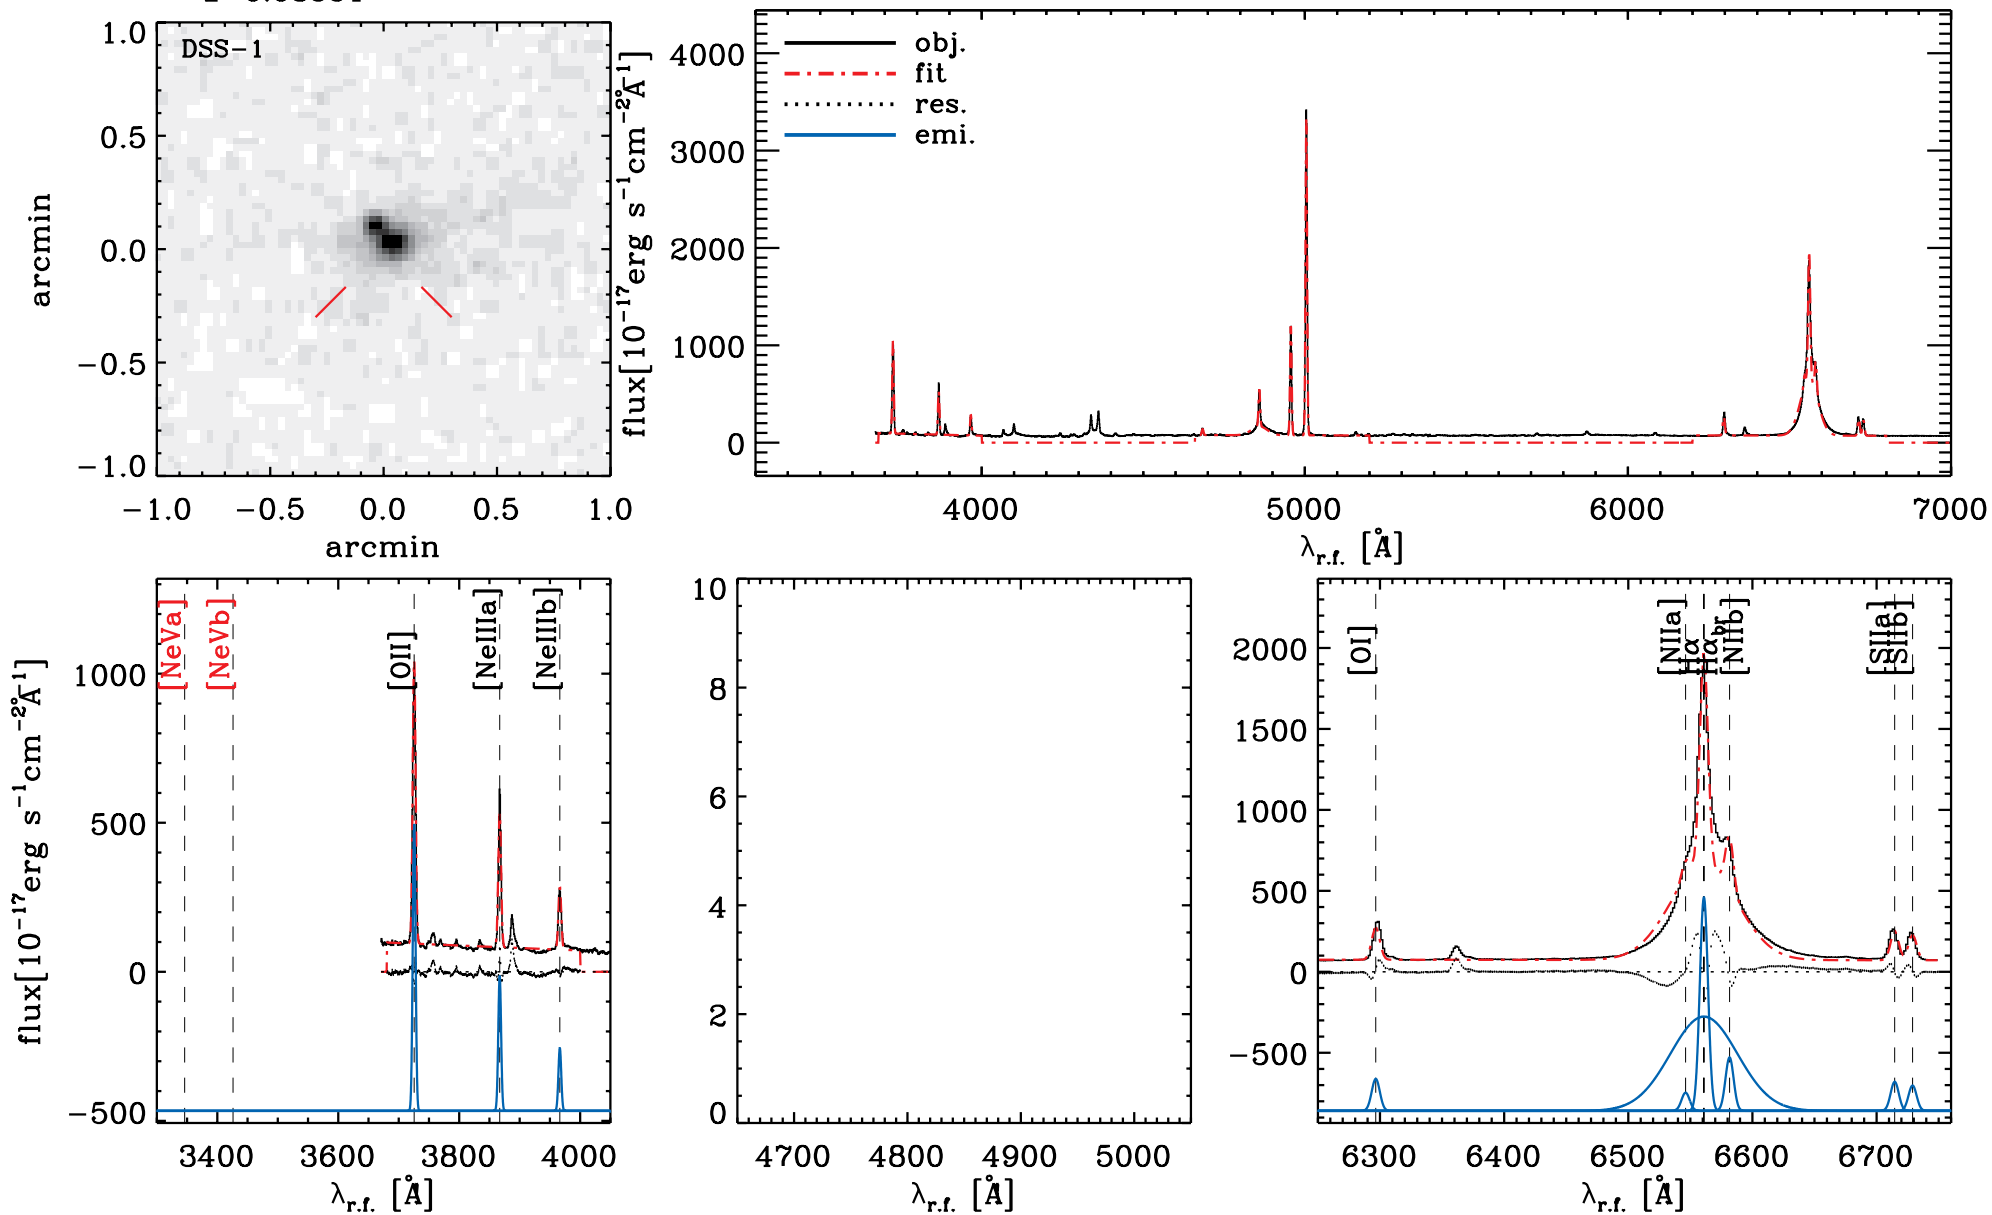 DSS-1
1.0
0.5
0.0
-0.5
-1.0
-1.0 -0.5 0.0 0.5 1.0
arcmin
arcmin
obj.
fit
res.
emi.
4000
3000
2000
1000
0
flux[10⁻¹⁷erg s⁻¹cm⁻²Å⁻¹]
4000 5000 6000 7000
λr.f. [Å]
[NeVa] [NeVb] [OII] [NeIIIa] [NeIIIb]
1000
500
0
-500
flux[10⁻¹⁷erg s⁻¹cm⁻²Å⁻¹]
3400 3600 3800 4000
λr.f. [Å]
10
8
6
4
2
0
4700 4800 4900 5000
λr.f. [Å]
[OI] [NIIa] Hα Hαbr [NIIb] [SIIa] [SIIb]
2000
1500
1000
500
0
-500
6300 6400 6500 6600 6700
λr.f. [Å]